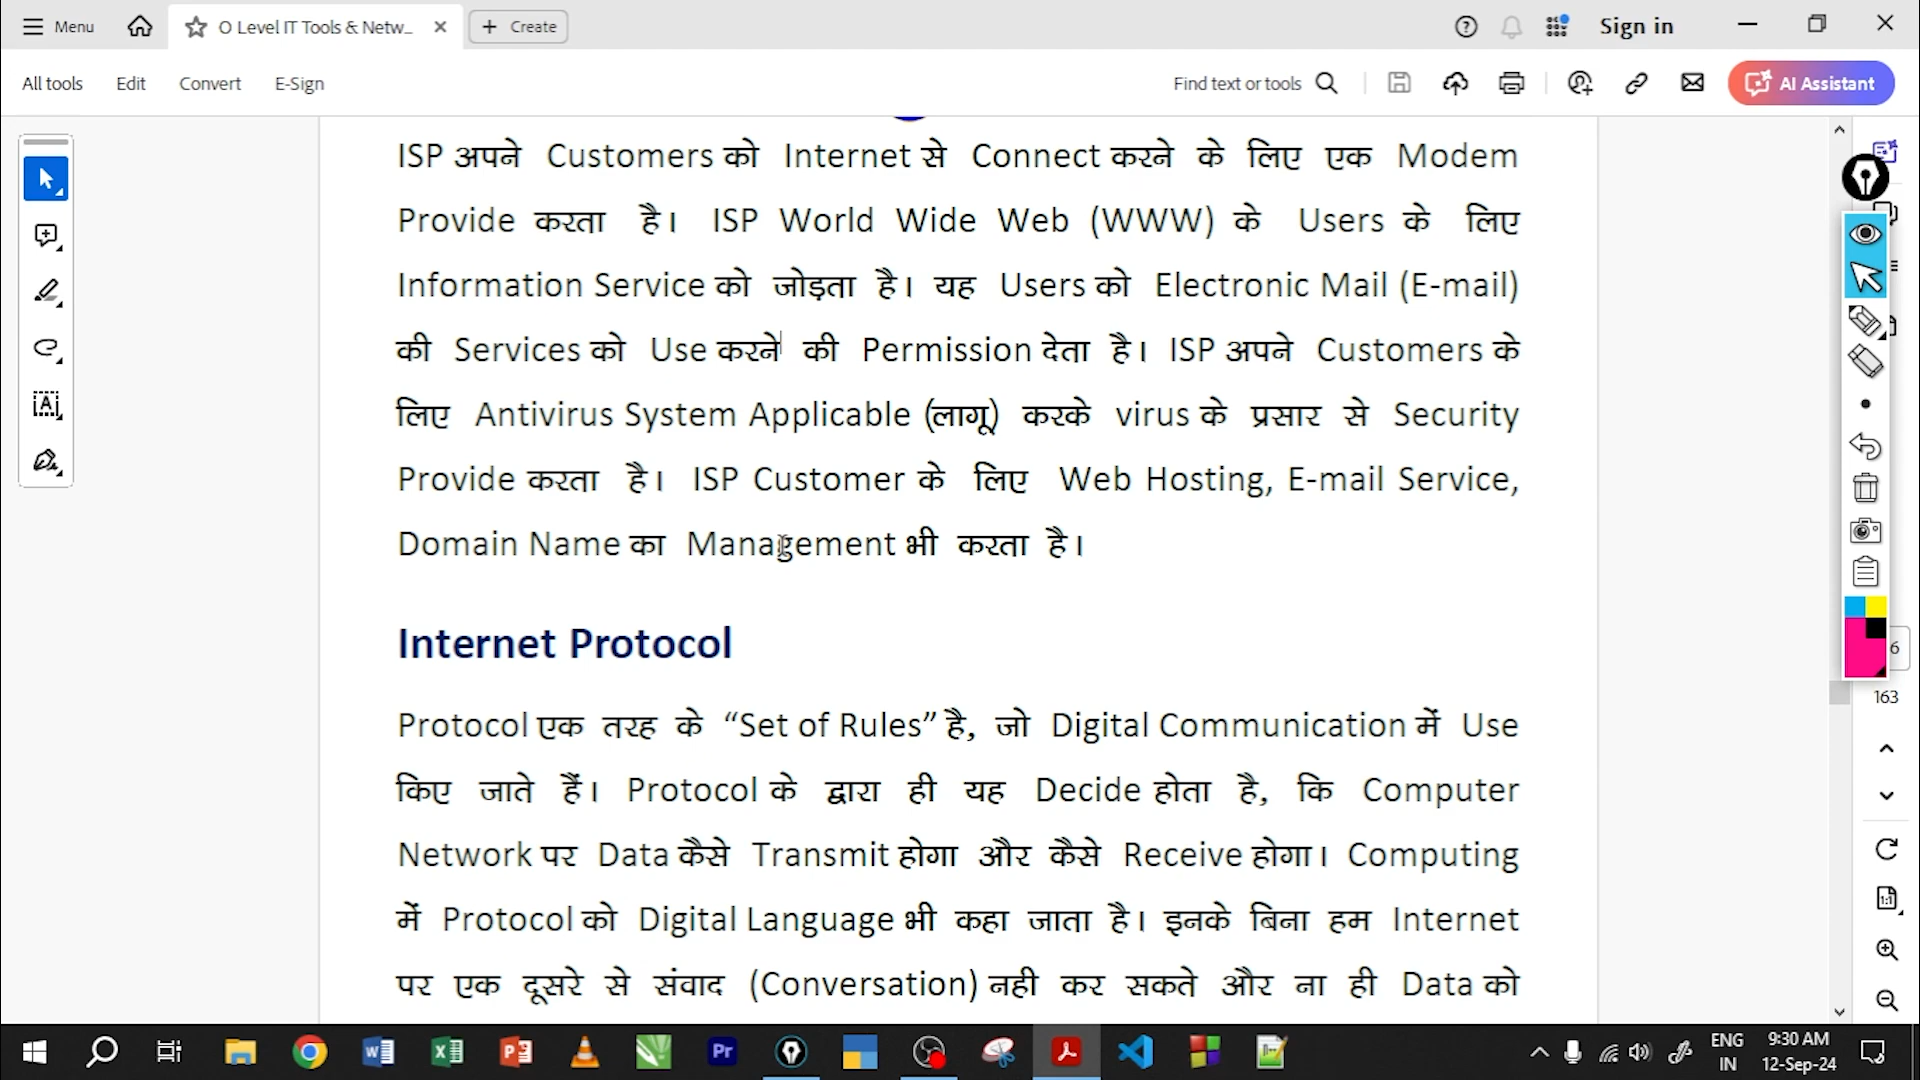 Menu
O Level IT Tools & Netw...
Create
Sign in
All tools
Edit
Convert
E-Sign
Find text or tools
AI Assistant
ISP अपने Customers को Internet से Connect करने के लिए एक Modem
Provide करता है। ISP World Wide Web (WWW) के Users के लिए
Information Service को जोड़ता है। यह Users को Electronic Mail (E-mail)
की Services को Use करने की Permission देता है। ISP अपने Customers के
लिए Antivirus System Applicable (लागू) करके virus के प्रसार से Security
Provide करता है। ISP Customer के लिए Web Hosting, E-mail Service,
Domain Name का Management भी करता है।
Internet Protocol
Protocol एक तरह के “Set of Rules” है, जो Digital Communication में Use
किए जाते हैं। Protocol के द्वारा ही यह Decide होता है, कि Computer
Network पर Data कैसे Transmit होगा और कैसे Receive होगा। Computing
में Protocol को Digital Language भी कहा जाता है। इनके बिना हम Internet
पर एक दूसरे से संवाद (Conversation) नही कर सकते और ना ही Data को
6
163
ENG
IN
9:30 AM
12-Sep-24